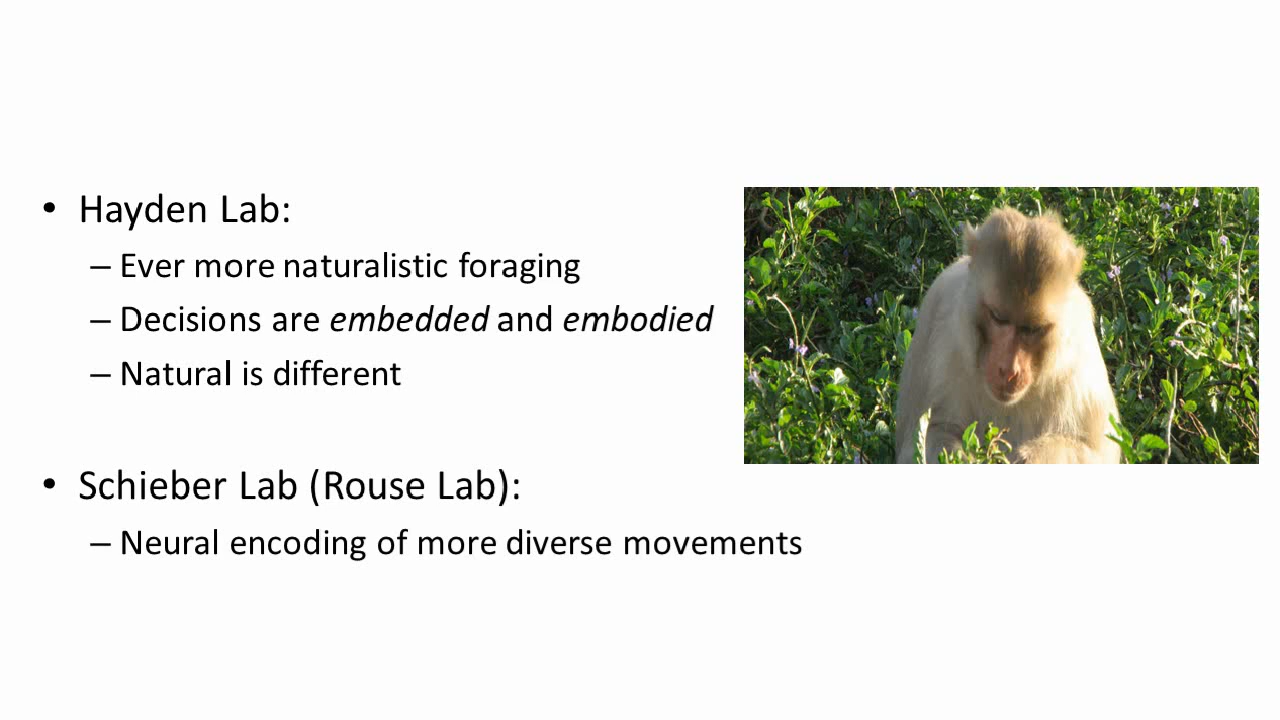 • Hayden Lab:
– Ever more naturalistic foraging
– Decisions are embedded and embodied
– Natural is different
• Schieber Lab (Rouse Lab):
– Neural encoding of more diverse movements